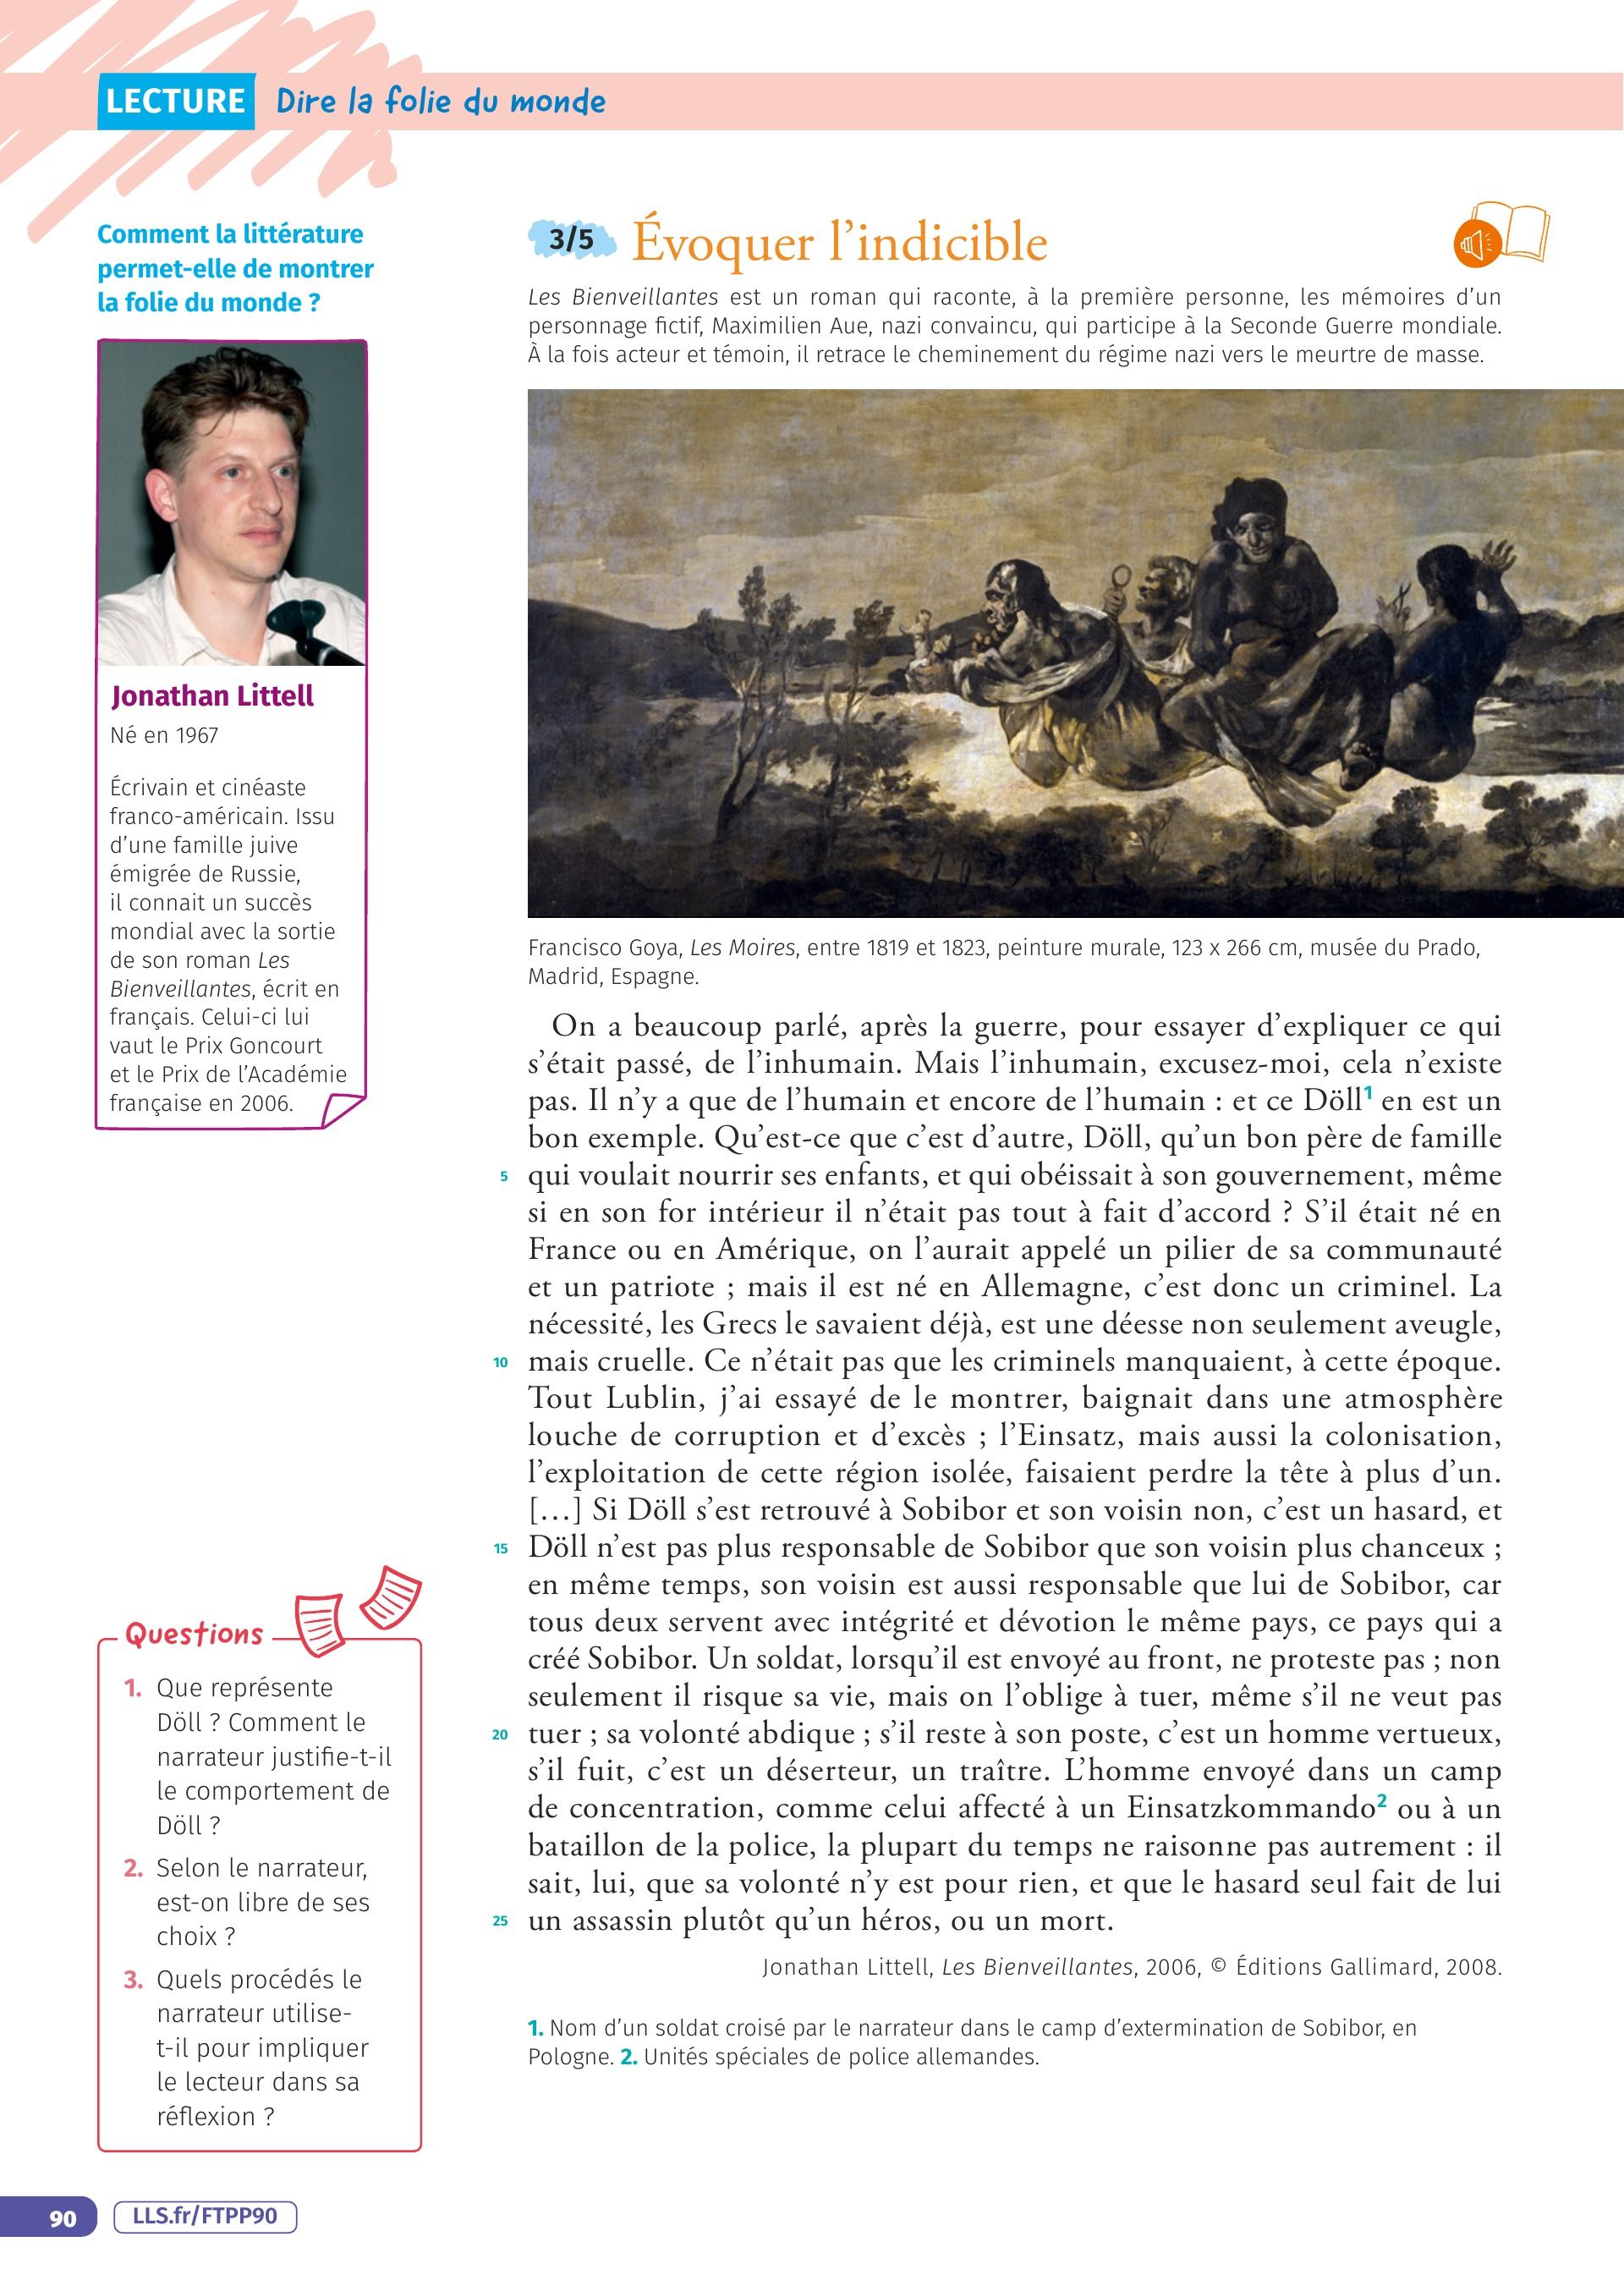 LECTURE Dire la folie du monde
Comment la littérature
permet-elle de montrer
la folie du monde ?
Jonathan Littell
Né en 1967
Écrivain et cinéaste
franco-américain. Issu
d’une famille juive
émigrée de Russie,
il connait un succès
mondial avec la sortie
de son roman Les
Bienveillantes, écrit en
français. Celui-ci lui
vaut le Prix Goncourt
et le Prix de l’Académie
française en 2006.
Questions
1. Que représente
Döll ? Comment le
narrateur justifie-t-il
le comportement de
Döll ?
2. Selon le narrateur,
est-on libre de ses
choix ?
3. Quels procédés le
narrateur utilise-
t-il pour impliquer
le lecteur dans sa
réflexion ?
3/5 Évoquer l’indicible
Les Bienveillantes est un roman qui raconte, à la première personne, les mémoires d’un
personnage fictif, Maximilien Aue, nazi convaincu, qui participe à la Seconde Guerre mondiale.
À la fois acteur et témoin, il retrace le cheminement du régime nazi vers le meurtre de masse.
Francisco Goya, Les Moires, entre 1819 et 1823, peinture murale, 123 x 266 cm, musée du Prado,
Madrid, Espagne.
On a beaucoup parlé, après la guerre, pour essayer d’expliquer ce qui
s’était passé, de l’inhumain. Mais l’inhumain, excusez-moi, cela n’existe
pas. Il n’y a que de l’humain et encore de l’humain : et ce Döll1 en est un
bon exemple. Qu’est-ce que c’est d’autre, Döll, qu’un bon père de famille
5 qui voulait nourrir ses enfants, et qui obéissait à son gouvernement, même
si en son for intérieur il n’était pas tout à fait d’accord ? S’il était né en
France ou en Amérique, on l’aurait appelé un pilier de sa communauté
et un patriote ; mais il est né en Allemagne, c’est donc un criminel. La
nécessité, les Grecs le savaient déjà, est une déesse non seulement aveugle,
10 mais cruelle. Ce n’était pas que les criminels manquaient, à cette époque.
Tout Lublin, j’ai essayé de le montrer, baignait dans une atmosphère
louche de corruption et d’excès ; l’Einsatz, mais aussi la colonisation,
l’exploitation de cette région isolée, faisaient perdre la tête à plus d’un.
[…] Si Döll s’est retrouvé à Sobibor et son voisin non, c’est un hasard, et
15 Döll n’est pas plus responsable de Sobibor que son voisin plus chanceux ;
en même temps, son voisin est aussi responsable que lui de Sobibor, car
tous deux servent avec intégrité et dévotion le même pays, ce pays qui a
créé Sobibor. Un soldat, lorsqu’il est envoyé au front, ne proteste pas ; non
seulement il risque sa vie, mais on l’oblige à tuer, même s’il ne veut pas
20 tuer ; sa volonté abdique ; s’il reste à son poste, c’est un homme vertueux,
s’il fuit, c’est un déserteur, un traître. L’homme envoyé dans un camp
de concentration, comme celui affecté à un Einsatzkommando2 ou à un
bataillon de la police, la plupart du temps ne raisonne pas autrement : il
sait, lui, que sa volonté n’y est pour rien, et que le hasard seul fait de lui
25 un assassin plutôt qu’un héros, ou un mort.
Jonathan Littell, Les Bienveillantes, 2006, © Éditions Gallimard, 2008.
1. Nom d’un soldat croisé par le narrateur dans le camp d’extermination de Sobibor, en
Pologne. 2. Unités spéciales de police allemandes.
90 LLS.fr/FTPP90